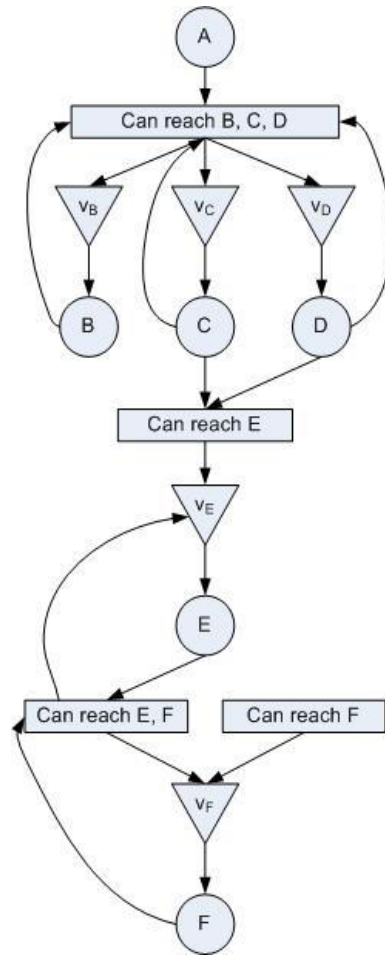 A
Can reach B, C, D
vB vC vD
B C D
Can reach E
vE
E
Can reach E, F Can reach F
vF
F